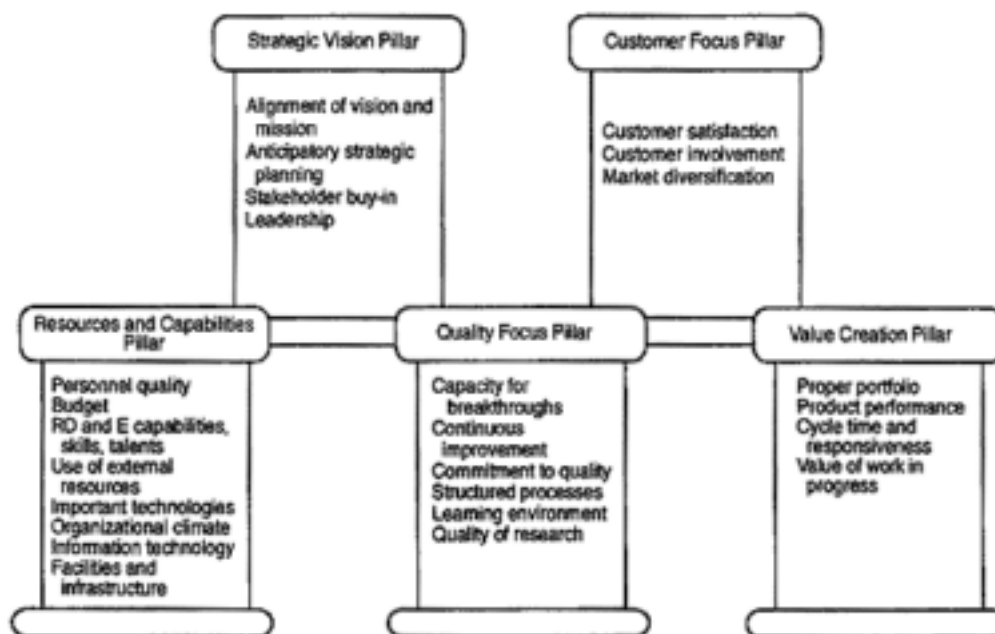 Strategic Vision Pillar
Alignment of vision and
mission
Anticipatory strategic
planning
Stakeholder buy-in
Leadership
Customer Focus Pillar
Customer satisfaction
Customer involvement
Market diversification
Resources and Capabilities
Pillar
Personnel quality
Budget
RD and E capabilities,
skills, talents
Use of external
resources
Important technologies
Organizational climate
Information technology
Facilities and
infrastructure
Quality Focus Pillar
Capacity for
breakthroughs
Continuous
improvement
Commitment to quality
Structured processes
Learning environment
Quality of research
Value Creation Pillar
Proper portfolio
Product performance
Cycle time and
responsiveness
Value of work in
progress